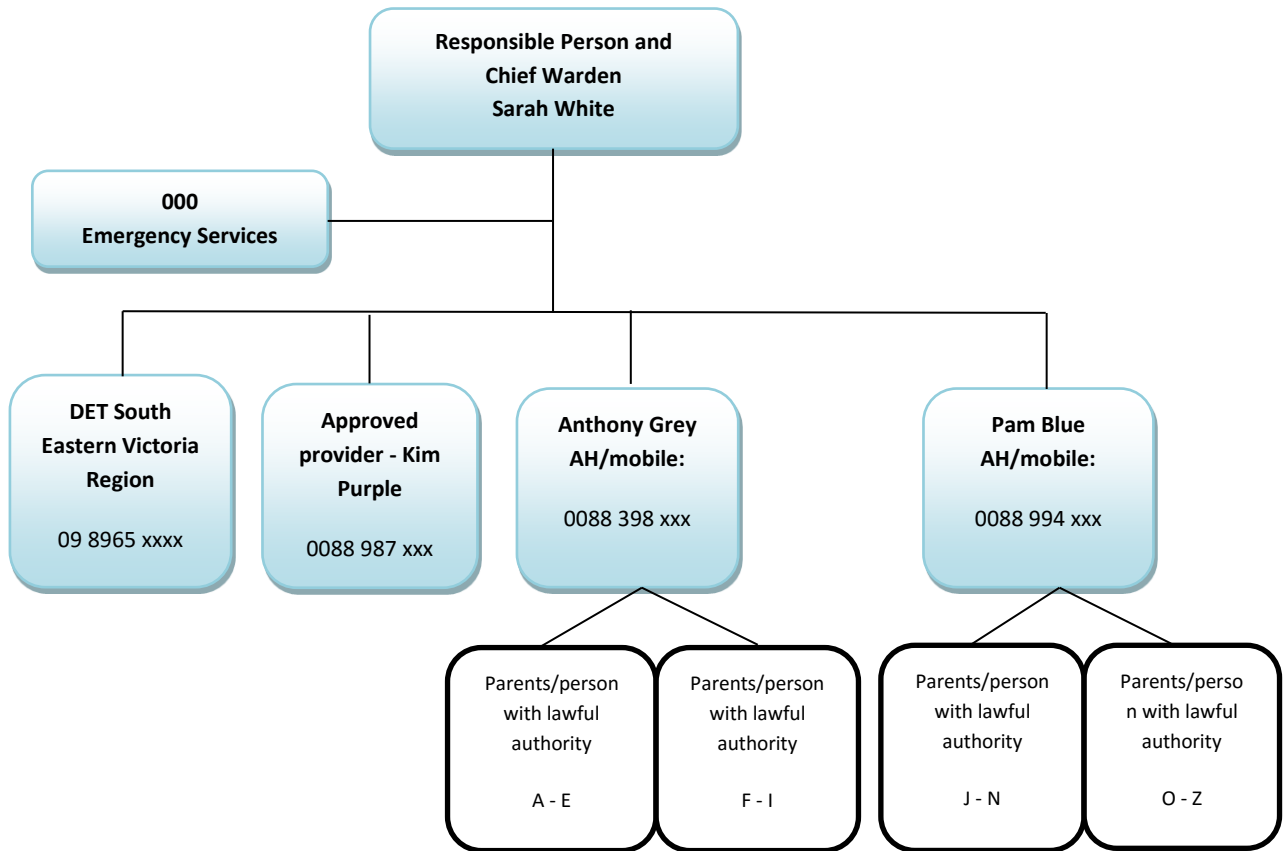 Responsible Person and
Chief Warden
Sarah White
000
Emergency Services
DET South
Eastern Victoria
Region
09 8965 xxxx
Approved
provider - Kim
Purple
0088 987 xxx
Anthony Grey
AH/mobile:
0088 398 xxx
Pam Blue
AH/mobile:
0088 994 xxx
Parents/person
with lawful
authority
A - E
Parents/person
with lawful
authority
F - I
Parents/person
with lawful
authority
J - N
Parents/perso
n with lawful
authority
O - Z